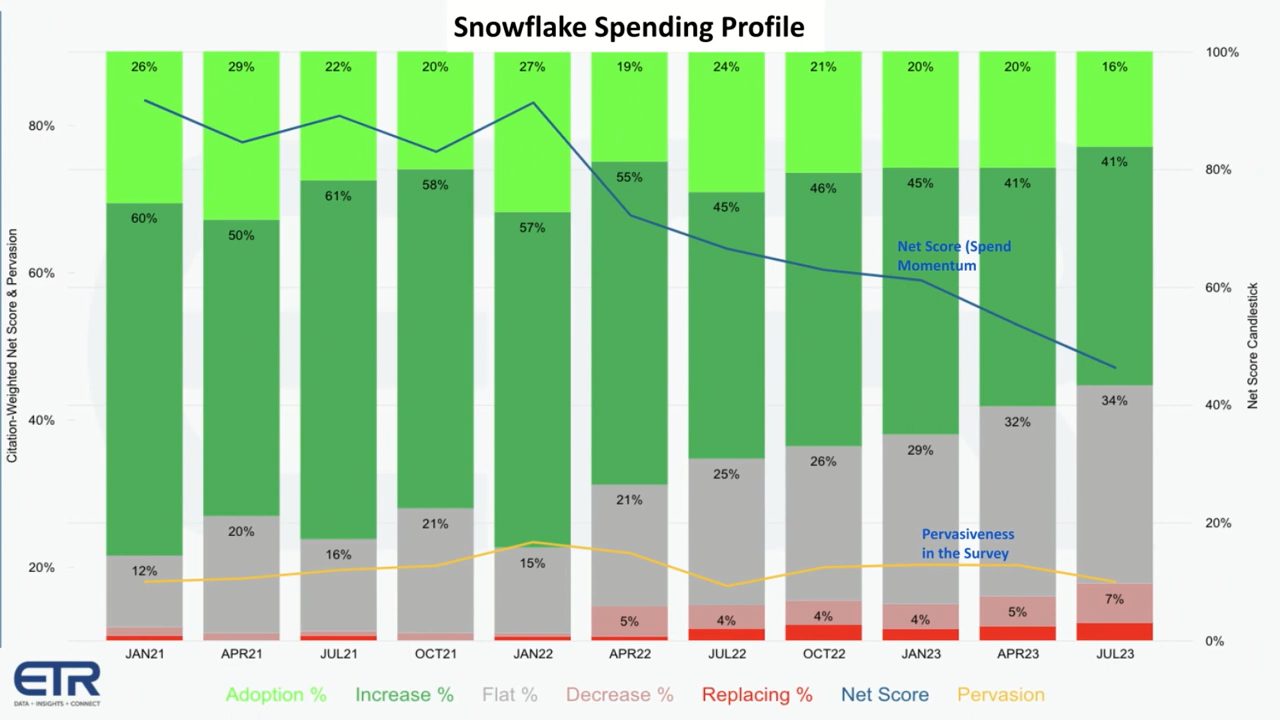 Snowflake Spending Profile
100%
26% 29% 22% 20% 27% 19% 24% 21% 20% 20% 16%
80%
80%
60% 50% 61% 58% 57% 55% 45% 46% 45% 41% 41%
Net Score (Spend
Momentum
60%
60%
Citation-Weighted Net Score & Pervasion
Net Score Candlestick
40%
40%
12% 20% 16% 21% 15% 21% 25% 26% 29% 32% 34%
20%
Pervasiveness
in the Survey
20%
5% 4% 4% 4% 5% 7%
0%
JAN21 APR21 JUL21 OCT21 JAN22 APR22 JUL22 OCT22 JAN23 APR23 JUL23
ETR
DATA + INSIGHTS + CONNECT
Adoption % Increase % Flat % Decrease % Replacing % Net Score Pervasion